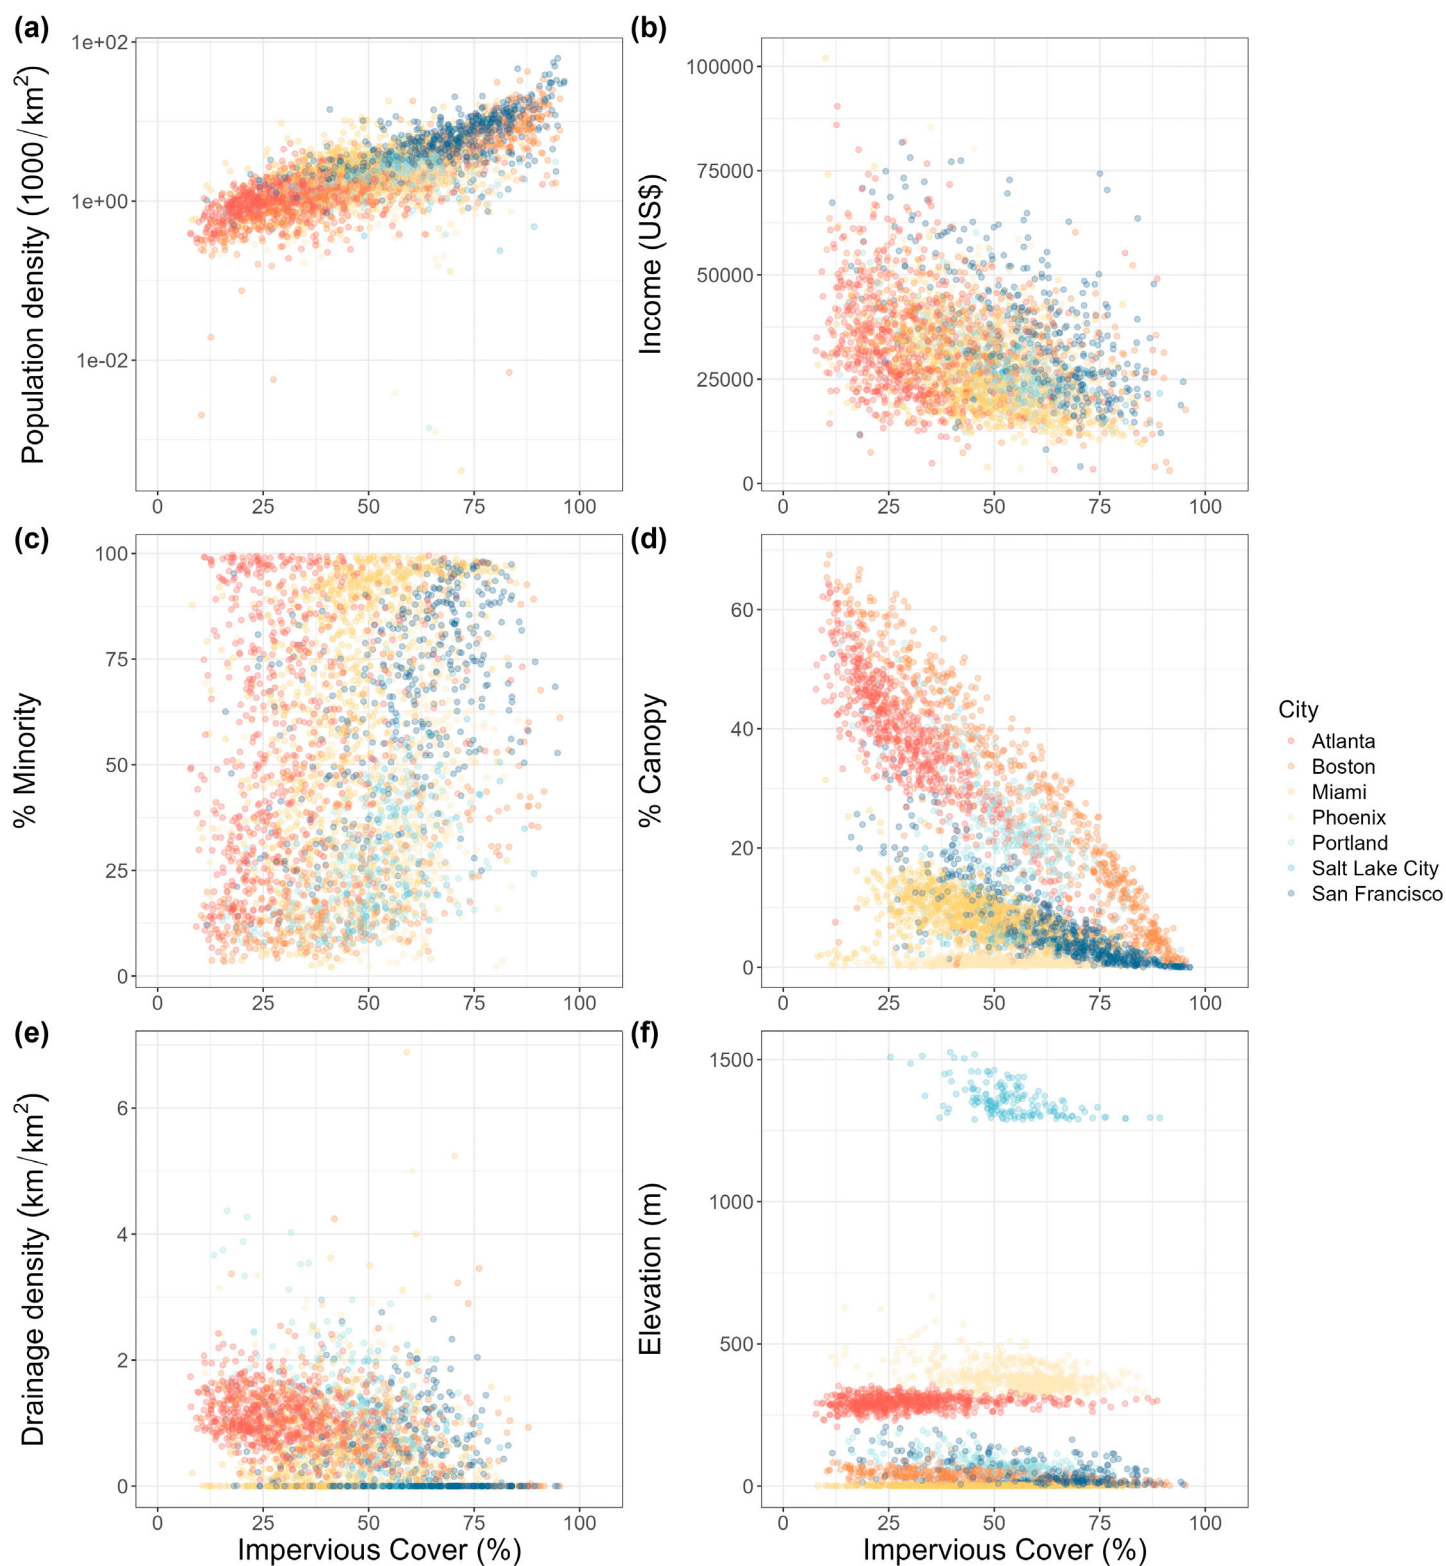 (a)
Population density (1000/km²)
1e+02
1e+00
1e-02
0 25 50 75 100
(b)
Income (US$)
100000
75000
50000
25000
0
0 25 50 75 100
(c)
% Minority
100
75
50
25
0
0 25 50 75 100
(d)
% Canopy
60
40
20
0
0 25 50 75 100
City
Atlanta
Boston
Miami
Phoenix
Portland
Salt Lake City
San Francisco
(e)
Drainage density (km/km²)
6
4
2
0
0 25 50 75 100
Impervious Cover (%)
(f)
Elevation (m)
1500
1000
500
0
0 25 50 75 100
Impervious Cover (%)